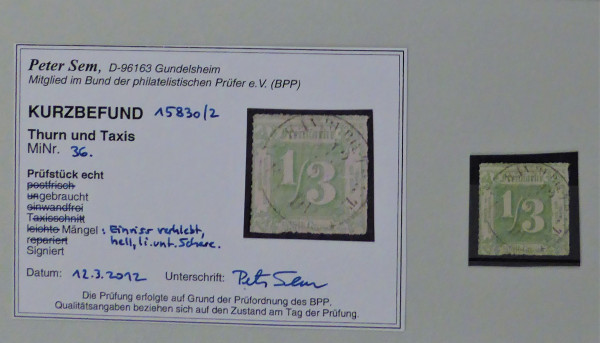 Peter Sem, D-96163 Gundelsheim
Mitglied im Bund der philatelistischen Prüfer e.V. (BPP)
KURZBEFUND 15830/2
Thurn und Taxis
MiNr. 36.
Prüfstück echt
postfrisch
ungebraucht
einwandfrei
Taxisschnitt
leichte Mängel: Einriss verklebt,
repariert hell, li. unt. Schere.
Signiert
Datum: 12.3.2012 Unterschrift: Peter Sem
Die Prüfung erfolgte auf Grund der Prüfordnung des BPP.
Qualitätsangaben beziehen sich auf den Zustand am Tag der Prüfung.
Freimarke
1/3
1/3